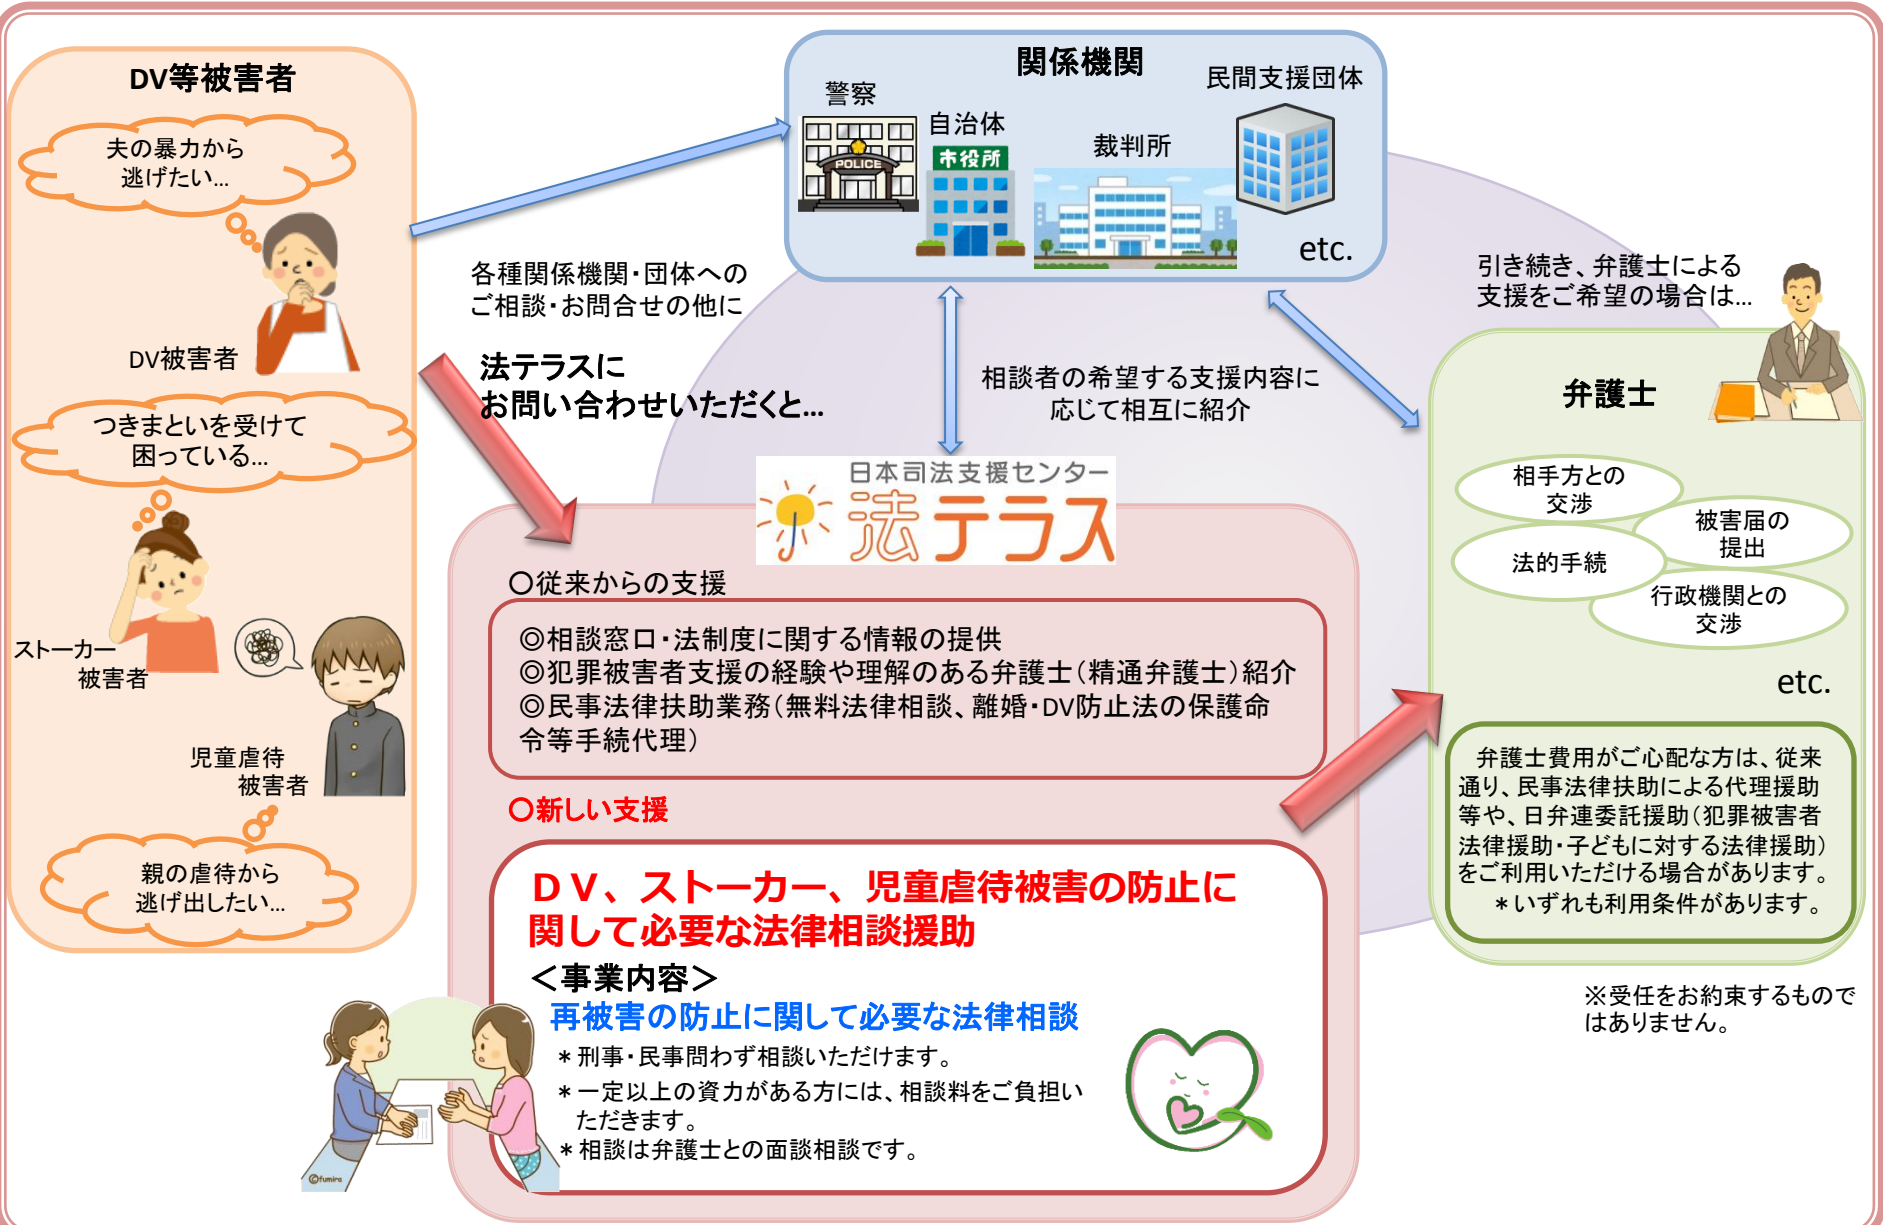 DV等被害者
夫の暴力から
逃げたい…
DV被害者
つきまといを受けて
困っている…
ストーカー
被害者
児童虐待
被害者
親の虐待から
逃げ出したい…
関係機関
警察
POLICE
自治体
市役所
裁判所
民間支援団体
etc.
各種関係機関・団体への
ご相談・お問合せの他に
法テラスに
お問い合わせいただくと…
相談者の希望する支援内容に
応じて相互に紹介
日本司法支援センター
法テラス
○従来からの支援
◎相談窓口・法制度に関する情報の提供
◎犯罪被害者支援の経験や理解のある弁護士(精通弁護士)紹介
◎民事法律扶助業務(無料法律相談、離婚・DV防止法の保護命
令等手続代理)
○新しい支援
ＤＶ、ストーカー、児童虐待被害の防止に
関して必要な法律相談援助
＜事業内容＞
再被害の防止に関して必要な法律相談
＊刑事・民事問わず相談いただけます。
＊一定以上の資力がある方には、相談料をご負担い
ただきます。
＊相談は弁護士との面談相談です。
©fumira
引き続き、弁護士による
支援をご希望の場合は…
弁護士
相手方との
交渉
被害届の
提出
法的手続
行政機関との
交渉
etc.
弁護士費用がご心配な方は、従来
通り、民事法律扶助による代理援助
等や、日弁連委託援助(犯罪被害者
法律援助・子どもに対する法律援助)
をご利用いただける場合があります。
＊いずれも利用条件があります。
※受任をお約束するもので
はありません。